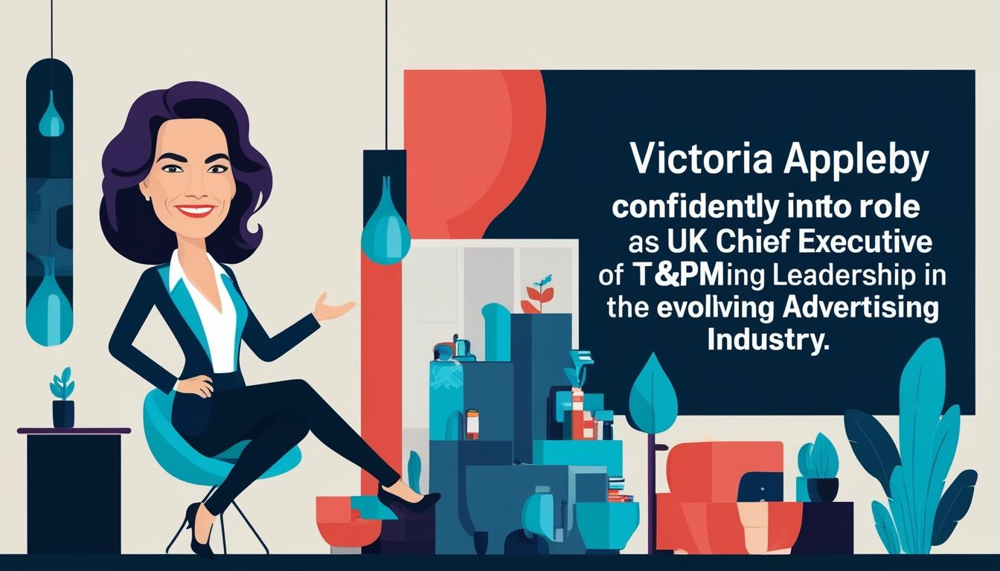 Victoria Appleby
confidently inito role
as UK Chief Executive
of T&PMing Leadership in
the evollving Advertising
Industry.